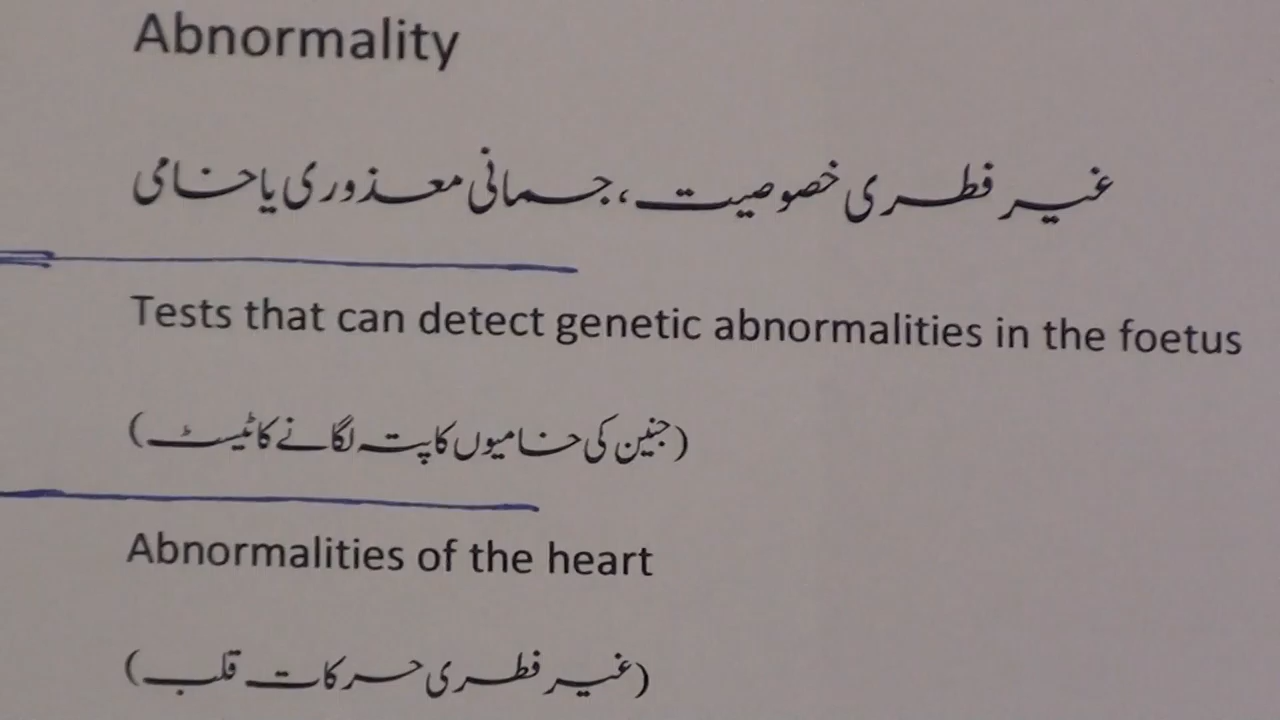 Abnormality
غیر فطری خصوصیت، جسمانی معذوری یا خامی
Tests that can detect genetic abnormalities in the foetus
(جنین کی خامیوں کا پتہ لگانے کا ٹیسٹ)
Abnormalities of the heart
(غیر فطری حرکات قلب)